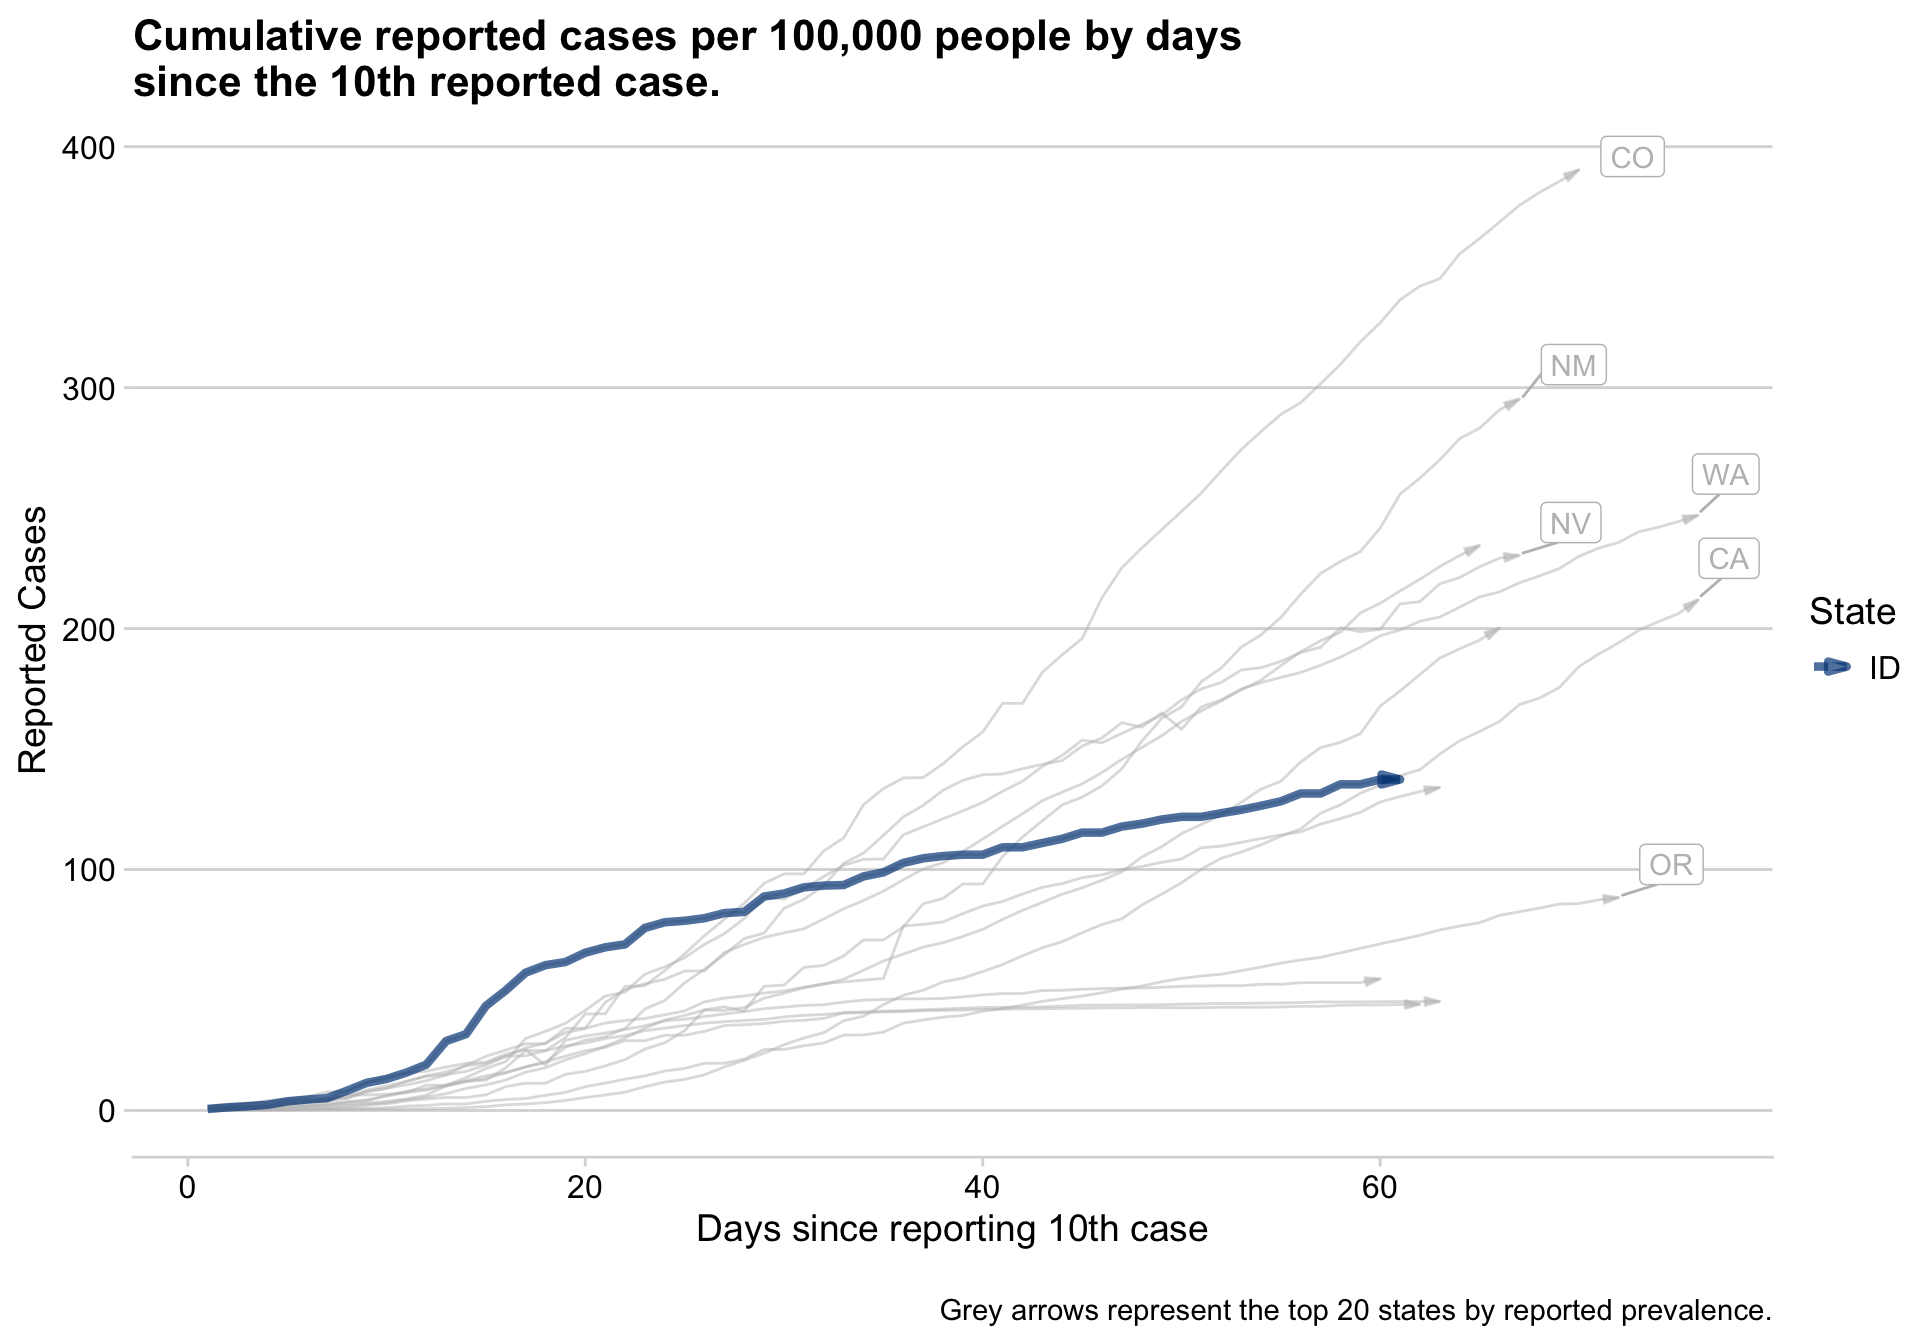 Cumulative reported cases per 100,000 people by days
since the 10th reported case.
400
300
200
100
0
Reported Cases
CO
NM
WA
NV
CA
OR
State
ID
0 20 40 60
Days since reporting 10th case
Grey arrows represent the top 20 states by reported prevalence.